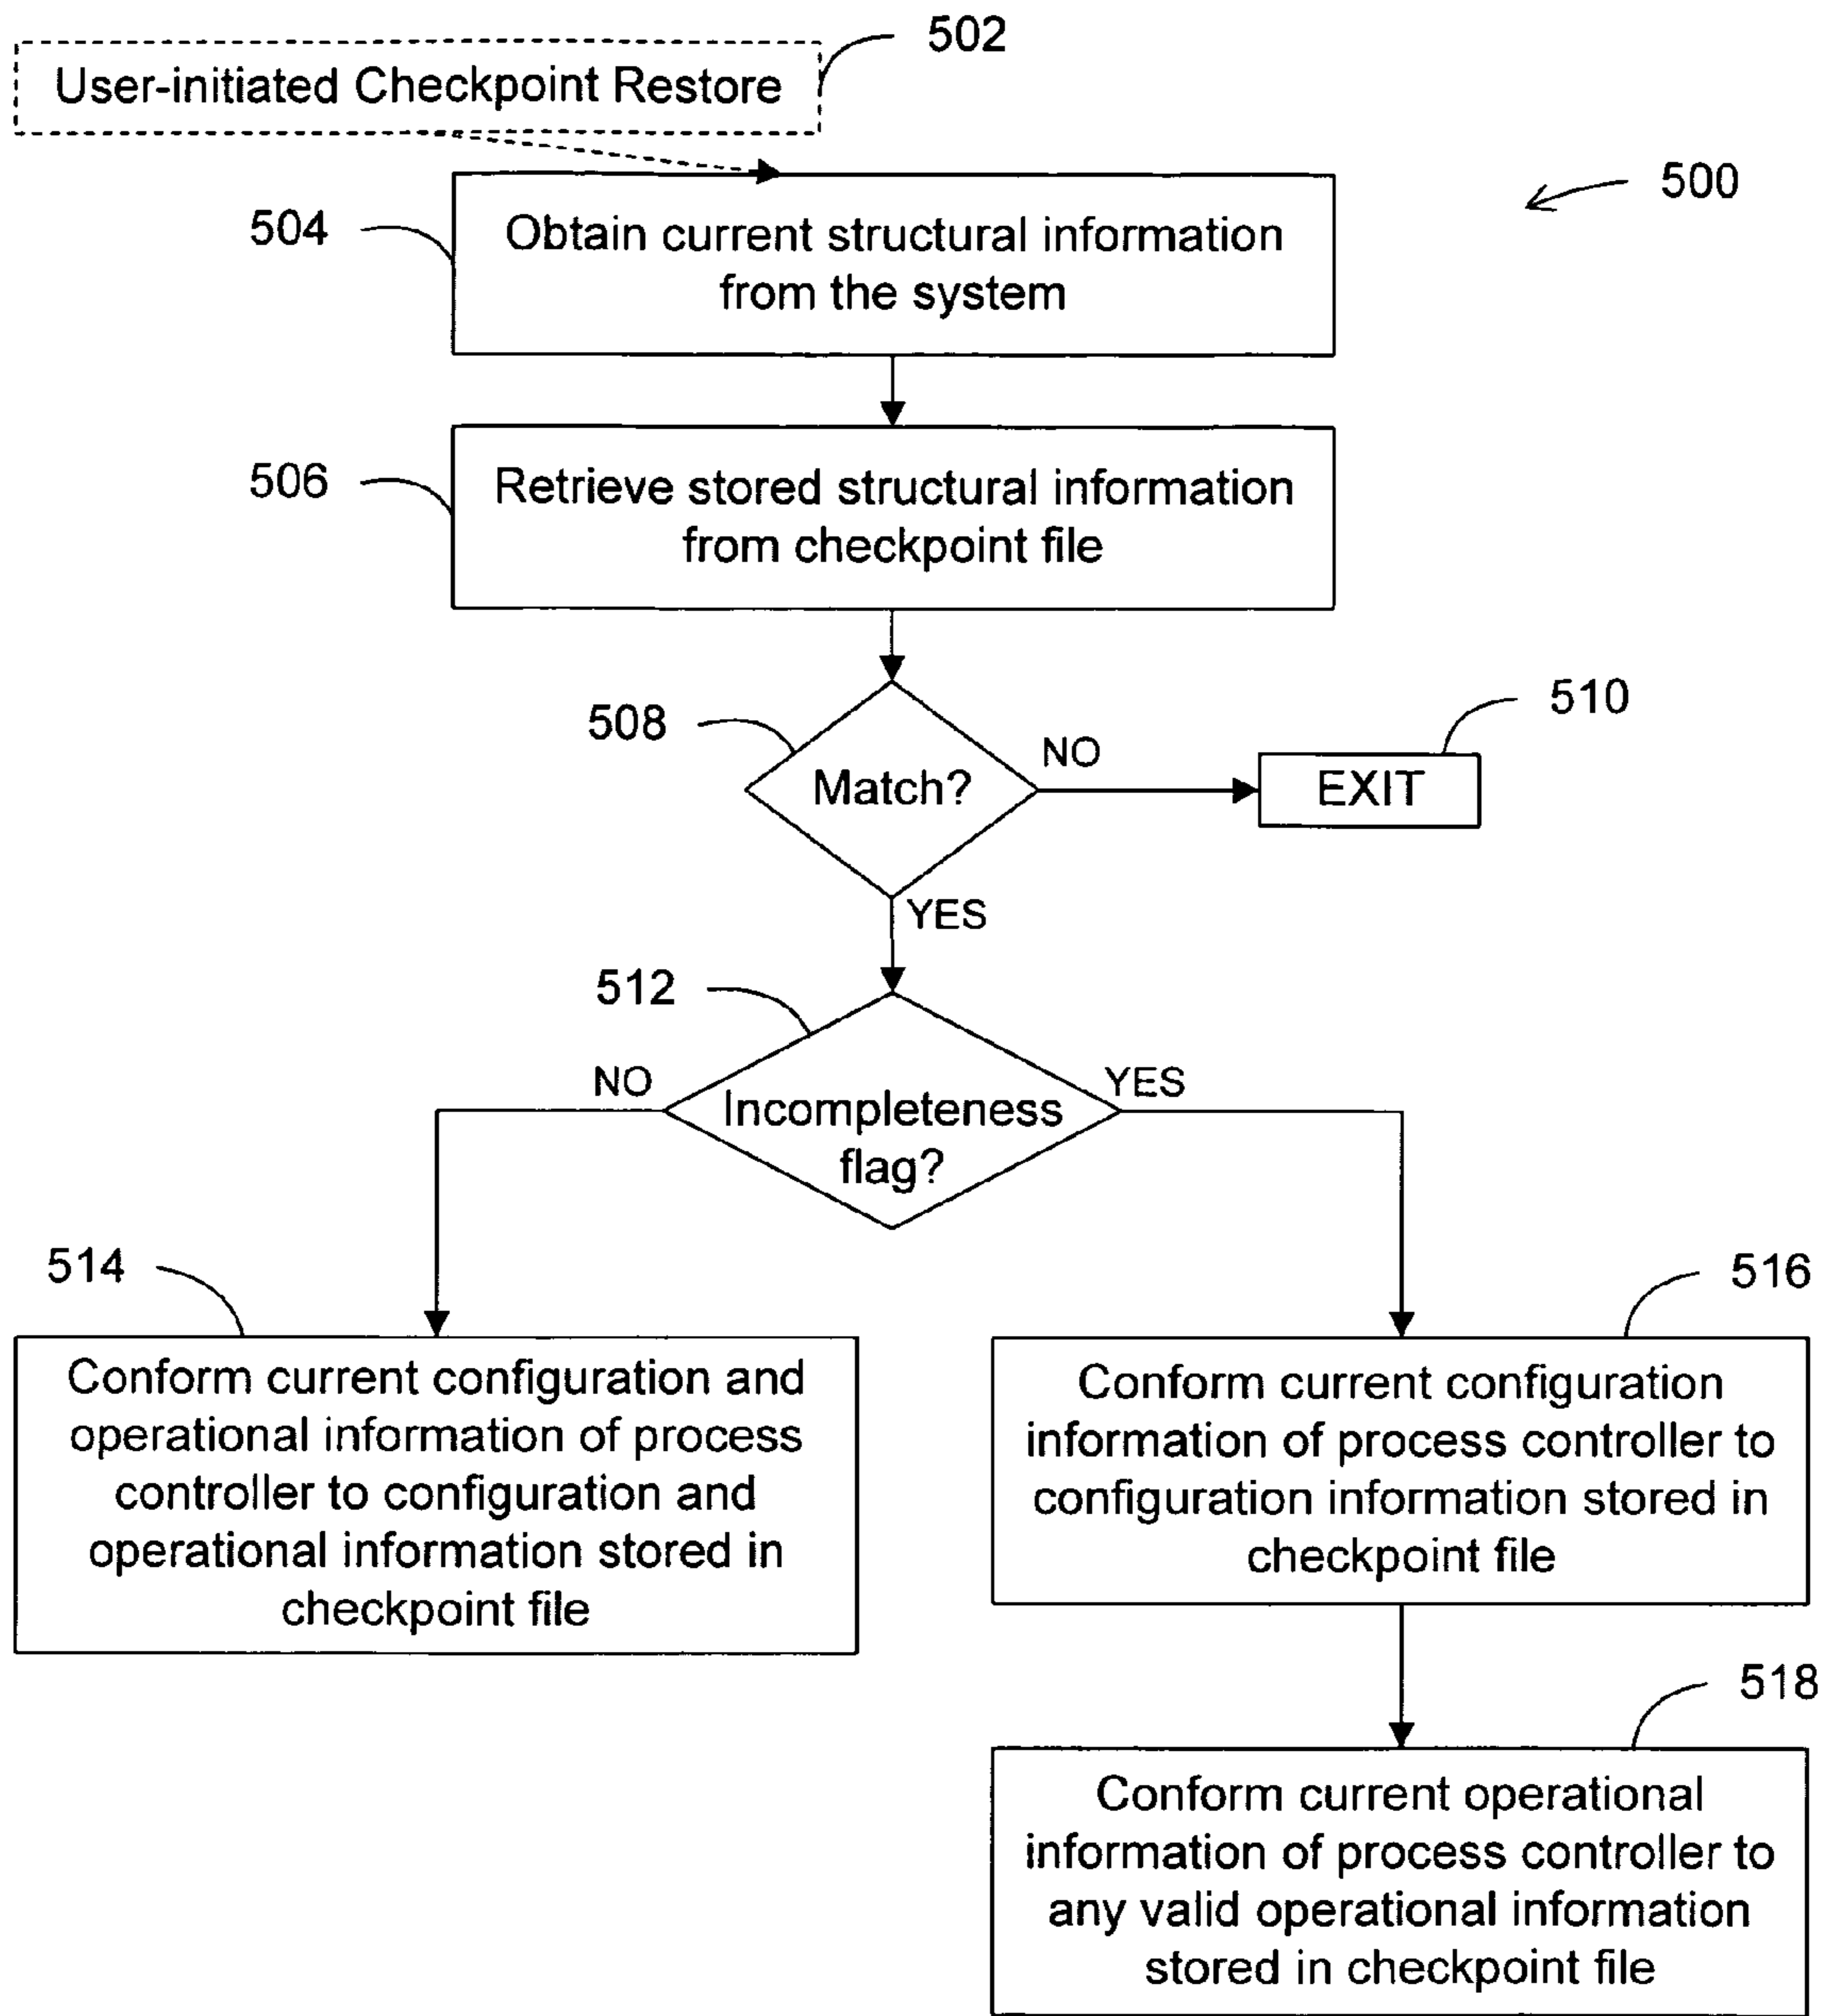 502
User-initiated Checkpoint Restore
500
504
Obtain current structural information
from the system
506
Retrieve stored structural information
from checkpoint file
508
Match?
NO
510
EXIT
YES
512
Incompleteness
flag?
NO
YES
514
Conform current configuration and
operational information of process
controller to configuration and
operational information stored in
checkpoint file
516
Conform current configuration
information of process controller to
configuration information stored in
checkpoint file
518
Conform current operational
information of process controller to
any valid operational information
stored in checkpoint file